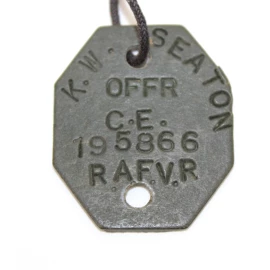 K. W. SEATON
OFFR
C.E.
195866
R.A.F.V.R